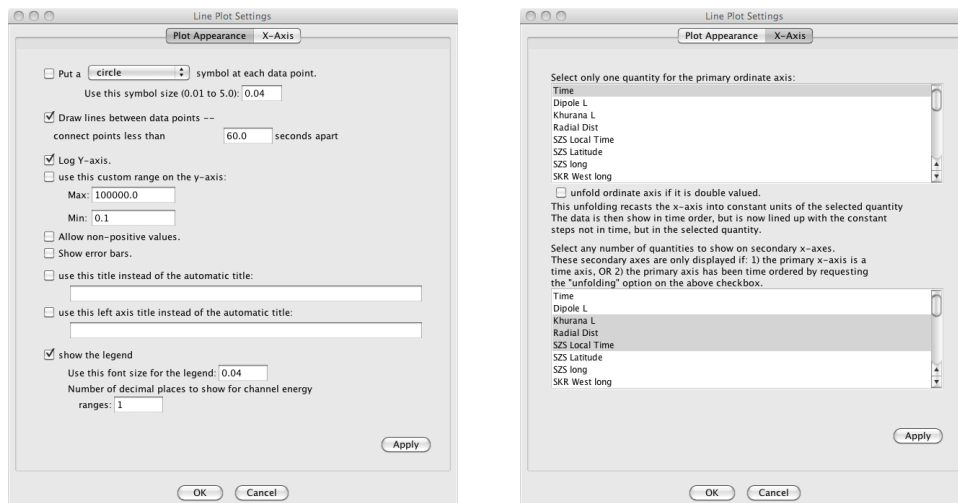 Line Plot Settings
Plot Appearance X-Axis
Put a circle symbol at each data point.
Use this symbol size (0.01 to 5.0): 0.04
Draw lines between data points --
connect points less than 60.0 seconds apart
Log Y-axis.
use this custom range on the y-axis:
Max: 100000.0
Min: 0.1
Allow non-positive values.
Show error bars.
use this title instead of the automatic title:
use this left axis title instead of the automatic title:
show the legend
Use this font size for the legend: 0.04
Number of decimal places to show for channel energy
ranges: 1
Apply
OK Cancel
Line Plot Settings
Plot Appearance X-Axis
Select only one quantity for the primary ordinate axis:
Time
Dipole L
Khurana L
Radial Dist
SZS Local Time
SZS Latitude
SZS long
SKR West long
unfold ordinate axis if it is double valued.
This unfolding recasts the x-axis into constant units of the selected quantity
The data is then show in time order, but is now lined up with the constant
steps not in time, but in the selected quantity.
Select any number of quantities to show on secondary x-axes.
These secondary axes are only displayed if: 1) the primary x-axis is a
time axis, OR 2) the primary axis has been time ordered by requesting
the "unfolding" option on the above checkbox.
Time
Dipole L
Khurana L
Radial Dist
SZS Local Time
SZS Latitude
SZS long
SKR West long
Apply
OK Cancel